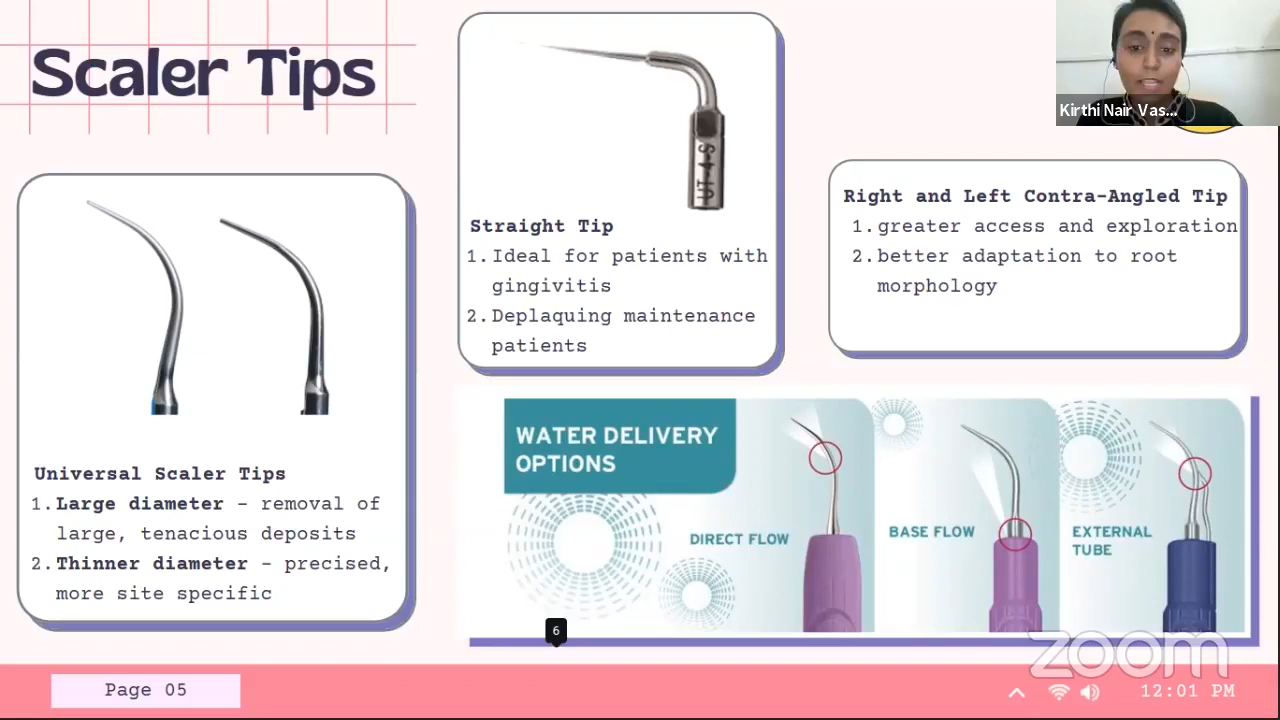 Scaler Tips
UT-4-S
Kirthi Nair Vas...
Straight Tip
1. Ideal for patients with
gingivitis
2. Deplaquing maintenance
patients
Right and Left Contra-Angled Tip
1. greater access and exploration
2. better adaptation to root
morphology
Universal Scaler Tips
1. Large diameter – removal of
large, tenacious deposits
2. Thinner diameter – precised,
more site specific
WATER DELIVERY
OPTIONS
DIRECT FLOW
BASE FLOW
EXTERNAL
TUBE
6
zoom
Page 05
12:01 PM